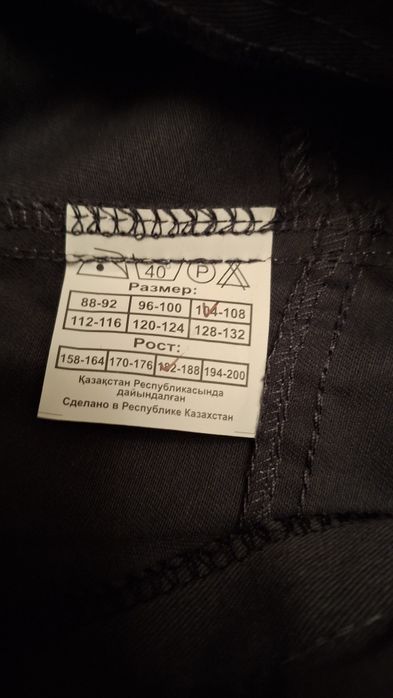 40 P
Размер:
88-92 96-100 104-108
112-116 120-124 128-132
Рост:
158-164 170-176 182-188 194-200
Қазақстан Республикасында
дайындалған
Сделано в Республике Казахстан